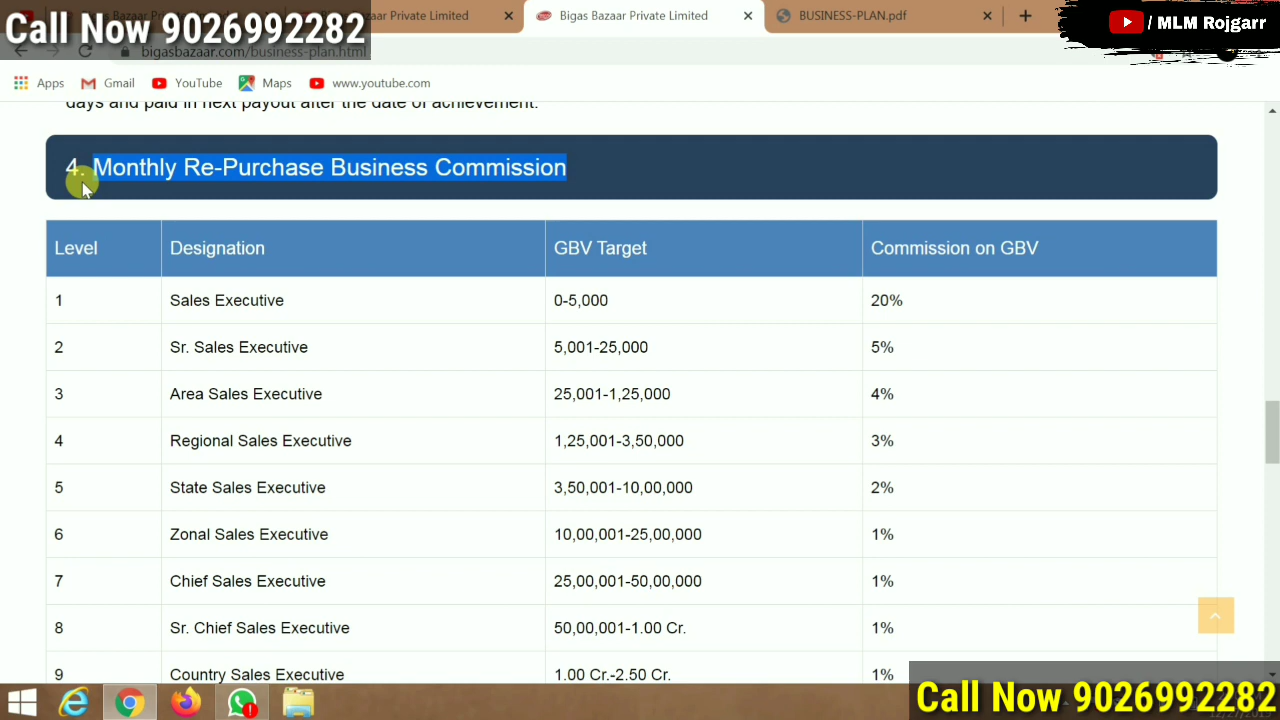 Call Now 9026992282
Bazaar Private Limited
Bigas Bazaar Private Limited
BUSINESS-PLAN.pdf
/ MLM Rojgarr
bigasbazaar.com/business-plan.html
Apps
Gmail
YouTube
Maps
www.youtube.com
days and paid in next payout after the date of achievement.
4. Monthly Re-Purchase Business Commission
Level Designation GBV Target Commission on GBV
1 Sales Executive 0-5,000 20%
2 Sr. Sales Executive 5,001-25,000 5%
3 Area Sales Executive 25,001-1,25,000 4%
4 Regional Sales Executive 1,25,001-3,50,000 3%
5 State Sales Executive 3,50,001-10,00,000 2%
6 Zonal Sales Executive 10,00,001-25,00,000 1%
7 Chief Sales Executive 25,00,001-50,00,000 1%
8 Sr. Chief Sales Executive 50,00,001-1.00 Cr. 1%
9 Country Sales Executive 1.00 Cr.-2.50 Cr. 1%
Call Now 9026992282